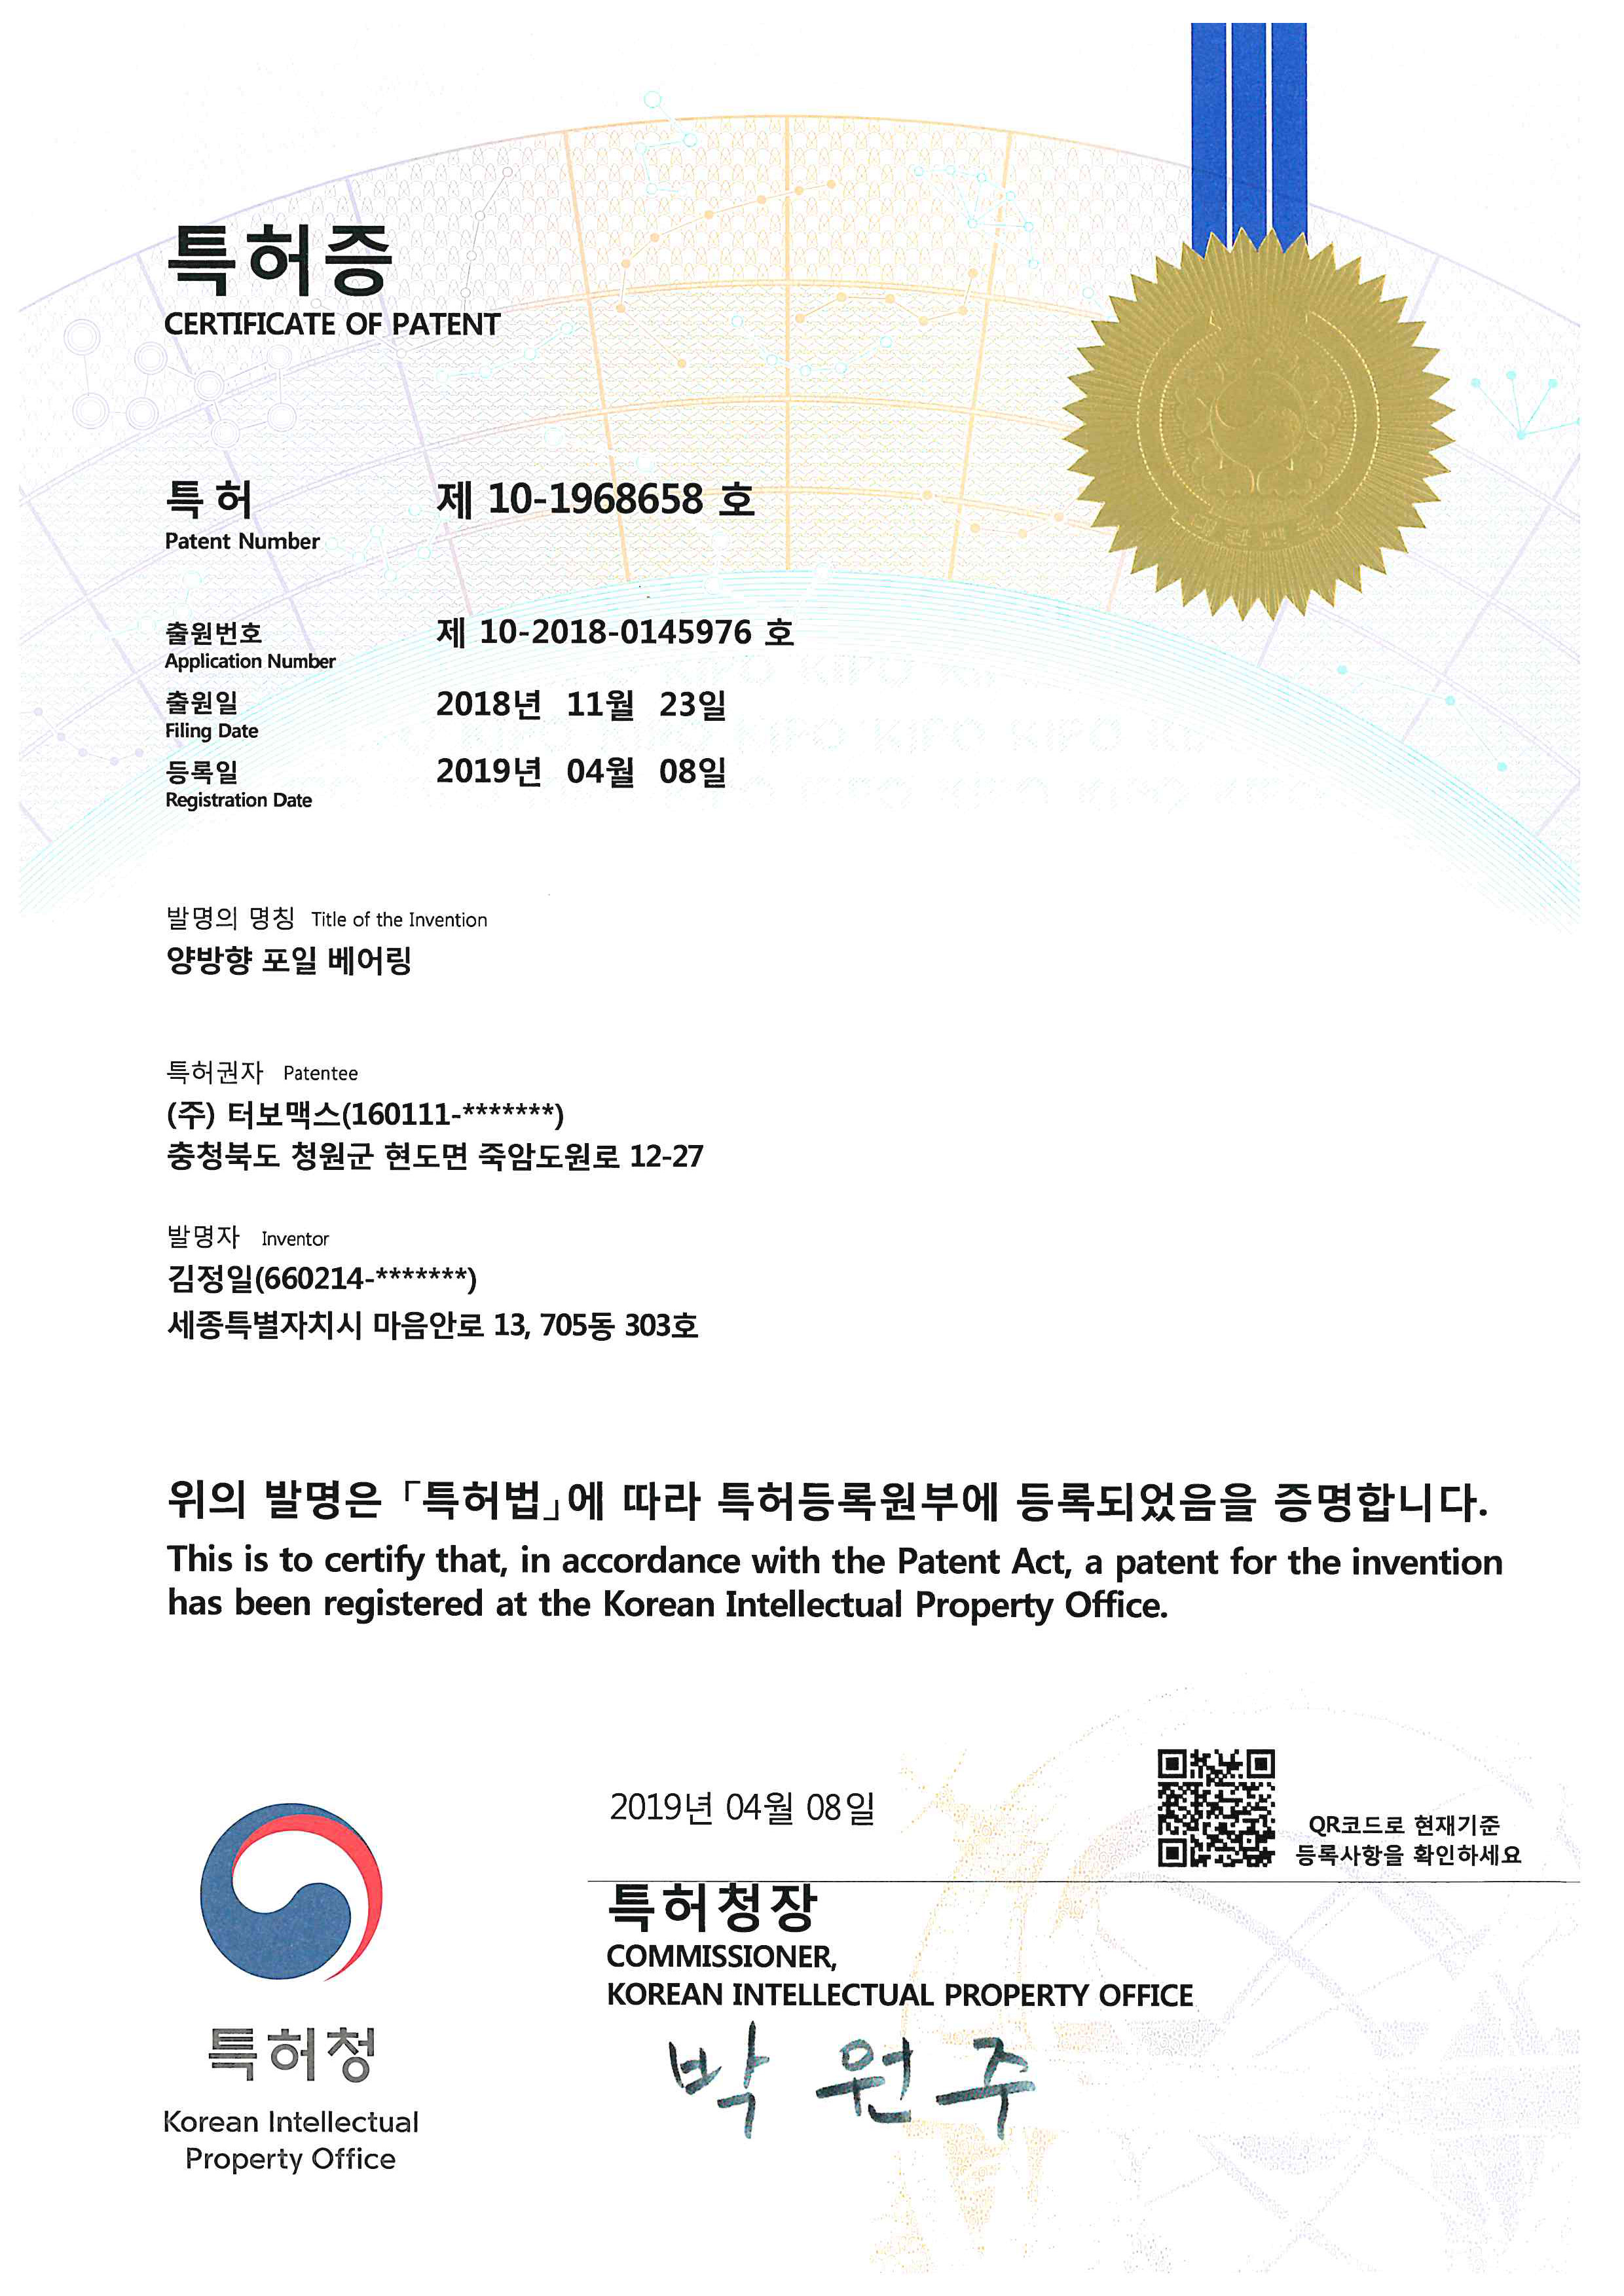 특허증
CERTIFICATE OF PATENT
특 허 제 10-1968658 호
Patent Number
출원번호 제 10-2018-0145976 호
Application Number
출원일 2018년 11월 23일
Filing Date
등록일 2019년 04월 08일
Registration Date
발명의 명칭 Title of the Invention
양방향 포일 베어링
특허권자 Patentee
(주) 터보맥스(160111-*******)
충청북도 청원군 현도면 죽암도원로 12-27
발명자 Inventor
김정일(660214-*******)
세종특별자치시 마음안로 13, 705동 303호
위의 발명은 「특허법」에 따라 특허등록원부에 등록되었음을 증명합니다.
This is to certify that, in accordance with the Patent Act, a patent for the invention
has been registered at the Korean Intellectual Property Office.
2019년 04월 08일
QR코드로 현재기준
등록사항을 확인하세요
특허청장
COMMISSIONER,
KOREAN INTELLECTUAL PROPERTY OFFICE
박 원 주
특허청
Korean Intellectual
Property Office